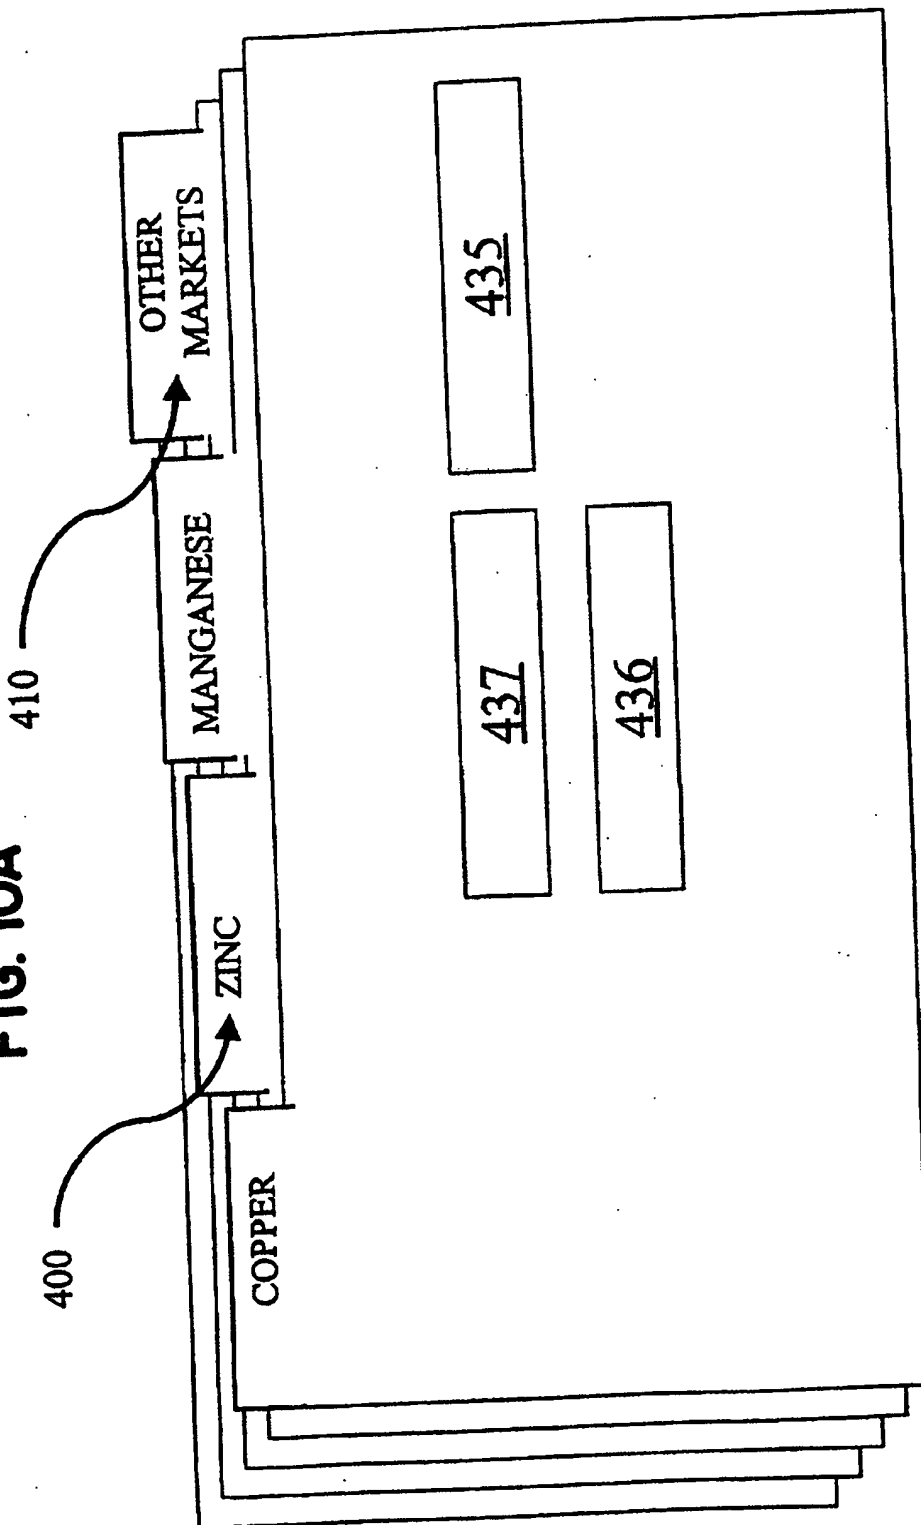 FIG. 10A
400
410
COPPER
ZINC
MANGANESE
OTHER
MARKETS
437
435
436